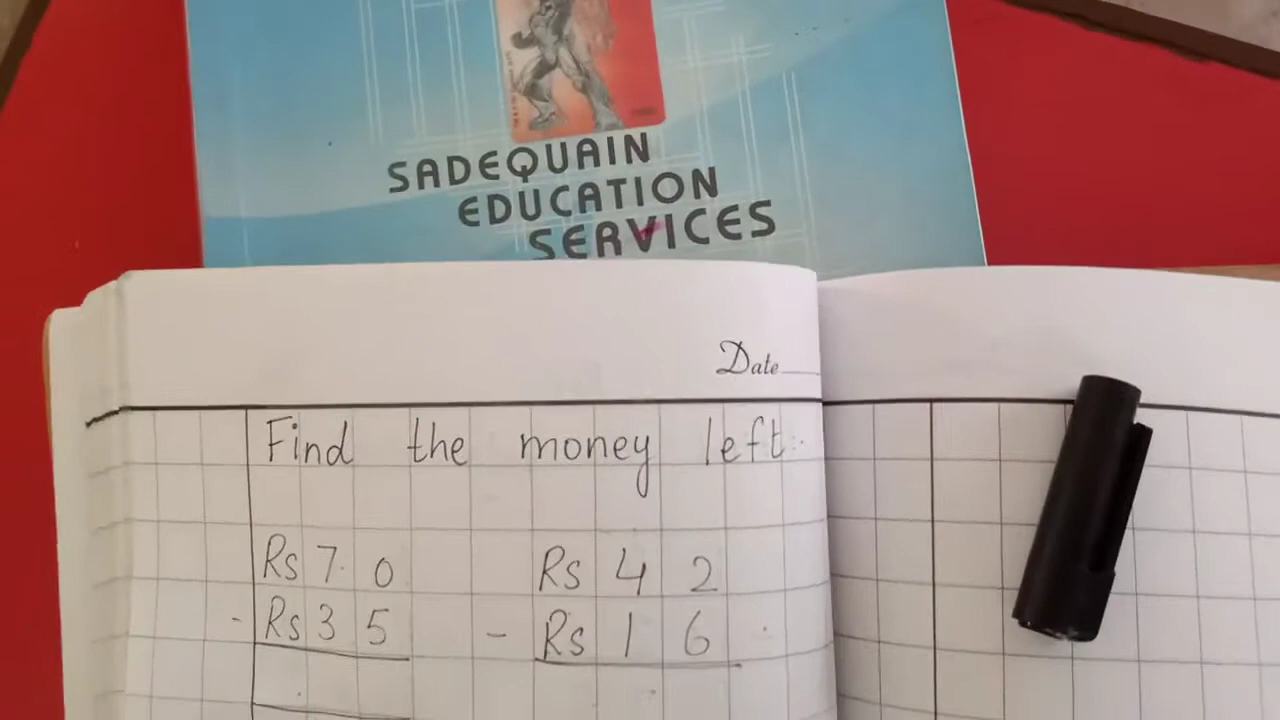 SADEQUAIN
EDUCATION
SERVICES
Date
Find the money left:
Rs 7 0 Rs 4 2
- Rs 3 5 - Rs 1 6